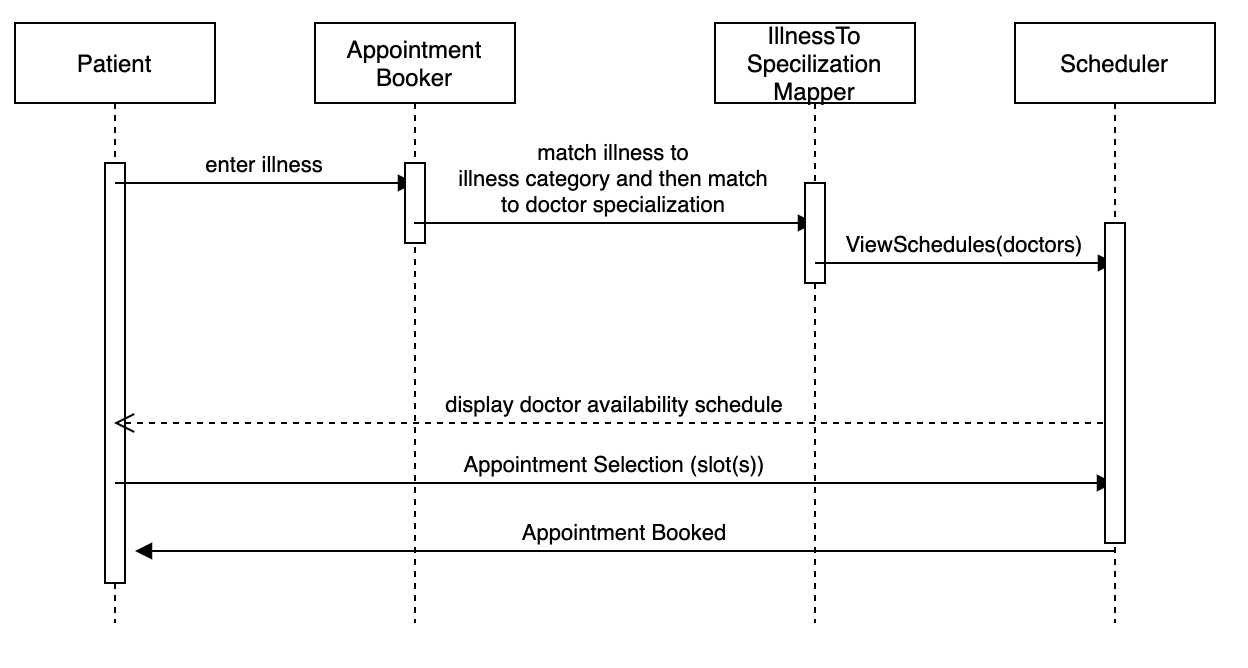 Patient
Appointment
Booker
IllnessTo
Specilization
Mapper
Scheduler
enter illness
match illness to
illness category and then match
to doctor specialization
ViewSchedules(doctors)
display doctor availability schedule
Appointment Selection (slot(s))
Appointment Booked